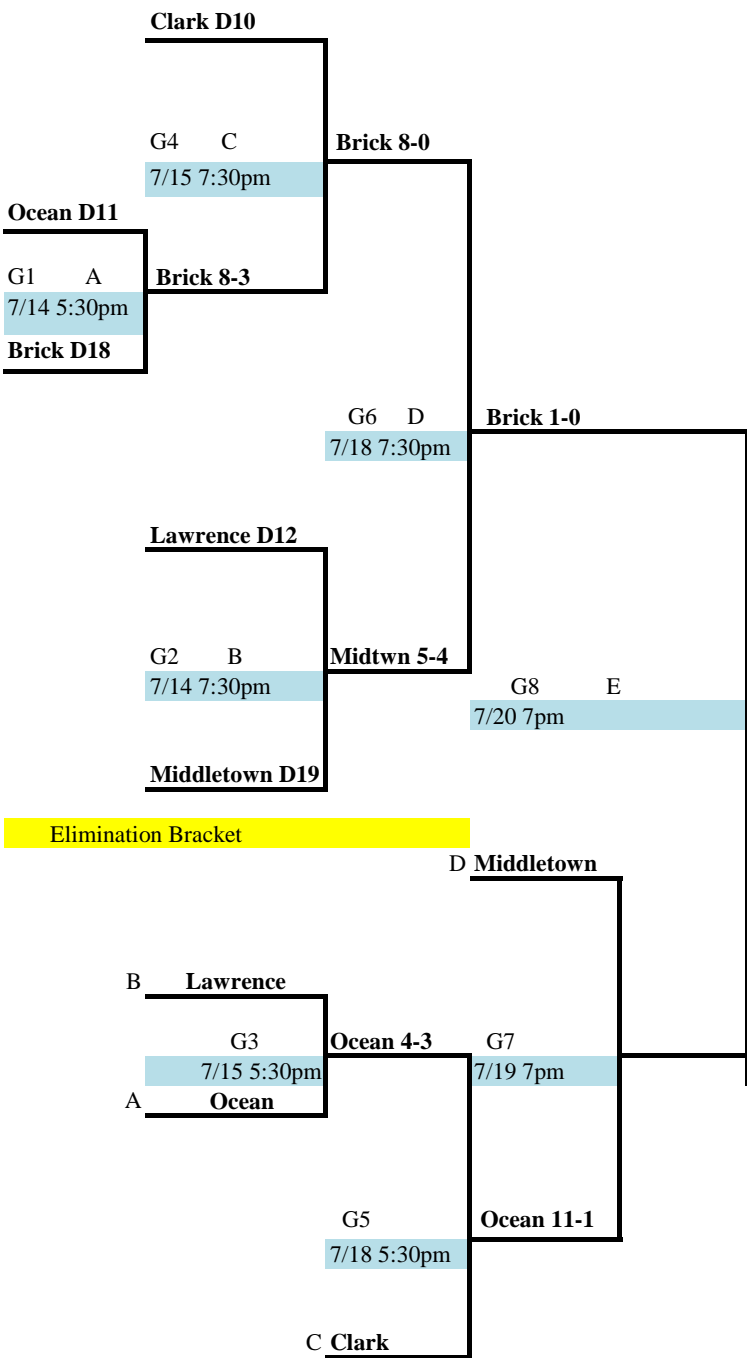 Clark D10
G4 C Brick 8-0
7/15 7:30pm
Ocean D11
G1 A Brick 8-3
7/14 5:30pm
Brick D18
G6 D Brick 1-0
7/18 7:30pm
Lawrence D12
G2 B Midtwn 5-4
7/14 7:30pm
G8 E
7/20 7pm
Middletown D19
Elimination Bracket
D Middletown
B Lawrence
G3 Ocean 4-3 G7
7/15 5:30pm 7/19 7pm
A Ocean
G5 Ocean 11-1
7/18 5:30pm
C Clark